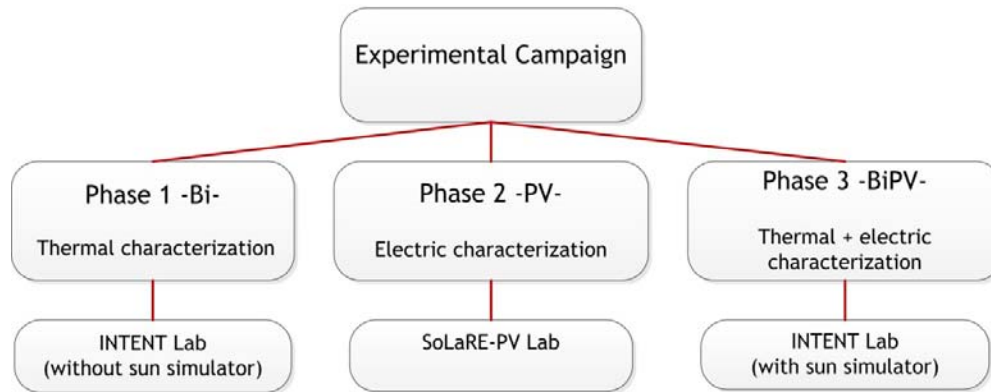 Experimental Campaign
Phase 1 -Bi-
Thermal characterization
Phase 2 -PV-
Electric characterization
Phase 3 -BiPV-
Thermal + electric
characterization
INTENT Lab
(without sun simulator)
SoLaRE-PV Lab
INTENT Lab
(with sun simulator)